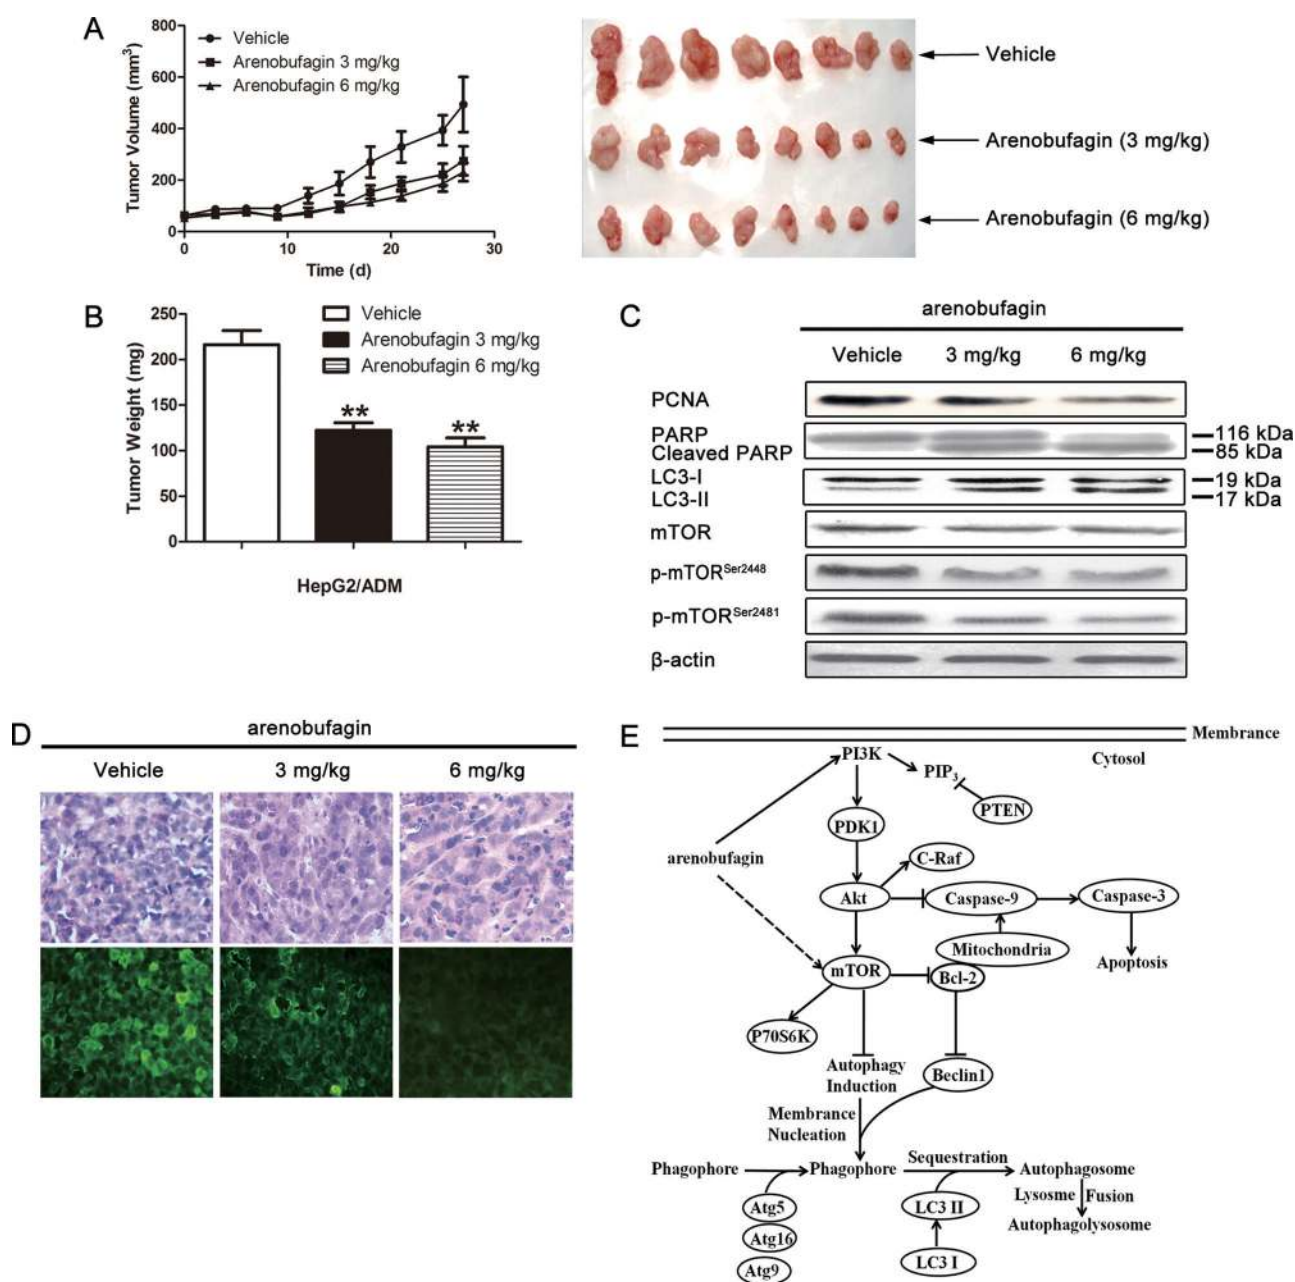 A
Tumor Volume (mm³)
800
600
400
200
0
0
10
20
30
Time (d)
Vehicle
Arenobufagin 3 mg/kg
Arenobufagin 6 mg/kg
Vehicle
Arenobufagin (3 mg/kg)
Arenobufagin (6 mg/kg)
B
Tumor Weight (mg)
250
200
150
100
50
0
Vehicle
Arenobufagin 3 mg/kg
Arenobufagin 6 mg/kg
**
**
HepG2/ADM
C
arenobufagin
Vehicle 3 mg/kg 6 mg/kg
PCNA
PARP
116 kDa
Cleaved PARP
85 kDa
LC3-I
19 kDa
LC3-II
17 kDa
mTOR
p-mTORSer2448
p-mTORSer2481
β-actin
D
arenobufagin
Vehicle 3 mg/kg 6 mg/kg
E
Membrance
Cytosol
PI3K
PIP₃
PTEN
PDK1
arenobufagin
C-Raf
Akt
Caspase-9
Caspase-3
Mitochondria
Apoptosis
mTOR
Bcl-2
P70S6K
Autophagy
Induction
Beclin1
Membrance
Nucleation
Phagophore
Phagophore
Sequestration
Autophagosome
Atg5
LC3 II
Lysosme
Fusion
Autophagolysosome
Atg16
Atg9
LC3 I